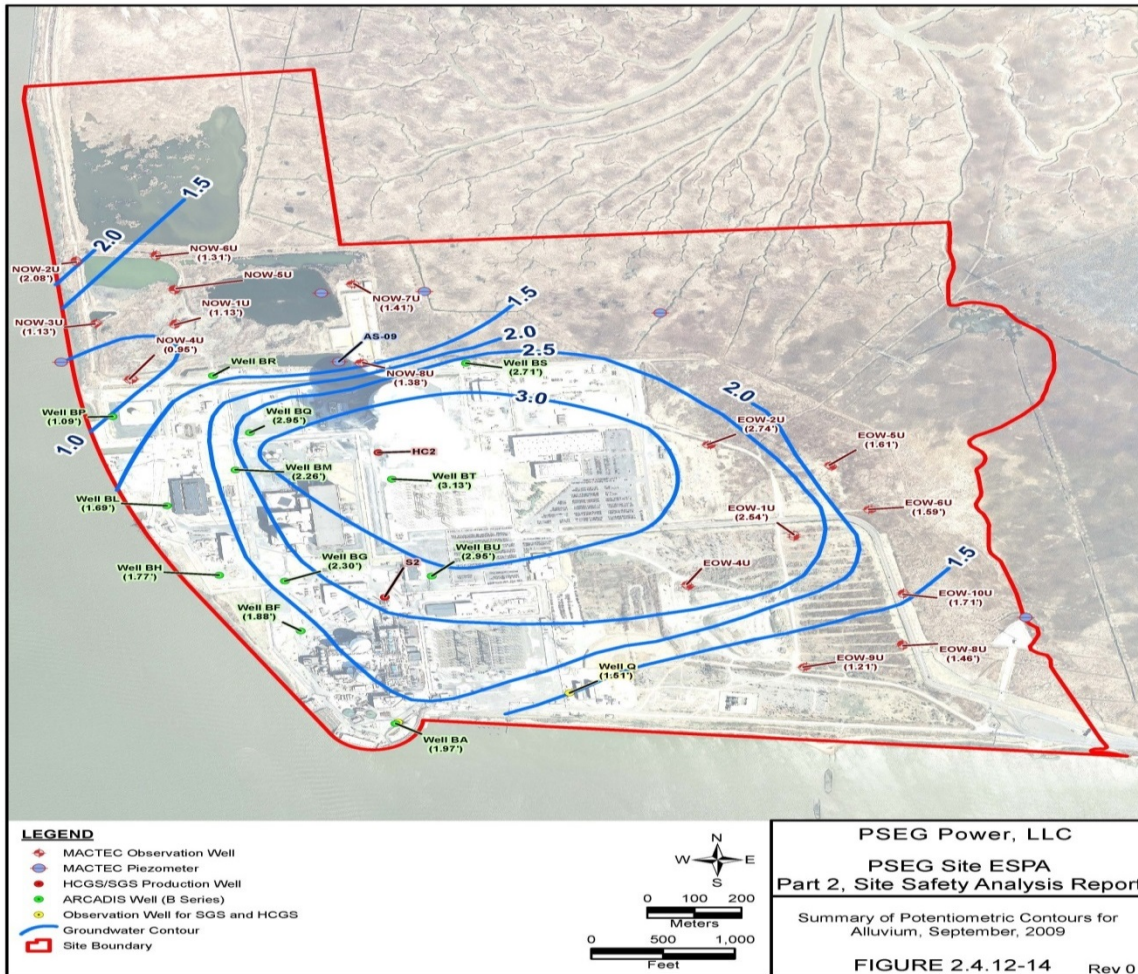 1.5
2.0
NOW-6U
(1.31')
NOW-2U
(2.08')
NOW-5U
NOW-7U
(1.41')
NOW-1U
(1.13')
NOW-3U
(1.13')
1.5
NOW-4U
(0.95')
AS-09
2.0
2.5
Well BR
NOW-8U
(1.38')
Well BS
(2.71')
2.0
3.0
Well BP
(1.09')
Well BQ
(2.95')
1.0
EOW-2U
(2.74')
EOW-5U
(1.61')
HC2
Well BM
(2.26')
Well BT
(3.13')
Well BL
(1.69')
EOW-6U
(1.59')
EOW-1U
(2.54')
Well BU
(2.95')
Well BH
(1.77')
Well BG
(2.30')
S2
EOW-4U
1.5
EOW-10U
(1.71')
Well BF
(1.88')
EOW-8U
(1.46')
EOW-9U
(1.21')
Well Q
(1.51')
Well BA
(1.97')
LEGEND
MACTEC Observation Well
MACTEC Piezometer
HCGS/SGS Production Well
ARCADIS Well (B Series)
Observation Well for SGS and HCGS
Groundwater Contour
Site Boundary
N
W E
S
0 100 200
Meters
0 500 1,000
Feet
PSEG Power, LLC
PSEG Site ESPA
Part 2, Site Safety Analysis Report
Summary of Potentiometric Contours for
Alluvium, September, 2009
FIGURE 2.4.12-14 Rev 0